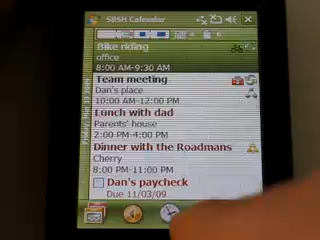 SBSH Calendar
Bike riding
office
8:00 AM-9:30 AM
Team meeting
Dan's place
10:00 AM-12:00 PM
Lunch with dad
Parents' house
2:00 PM-4:00 PM
Dinner with the Roadmans
Cherry
8:00 PM-11:00 PM
Dan's paycheck
Due 11/03/09